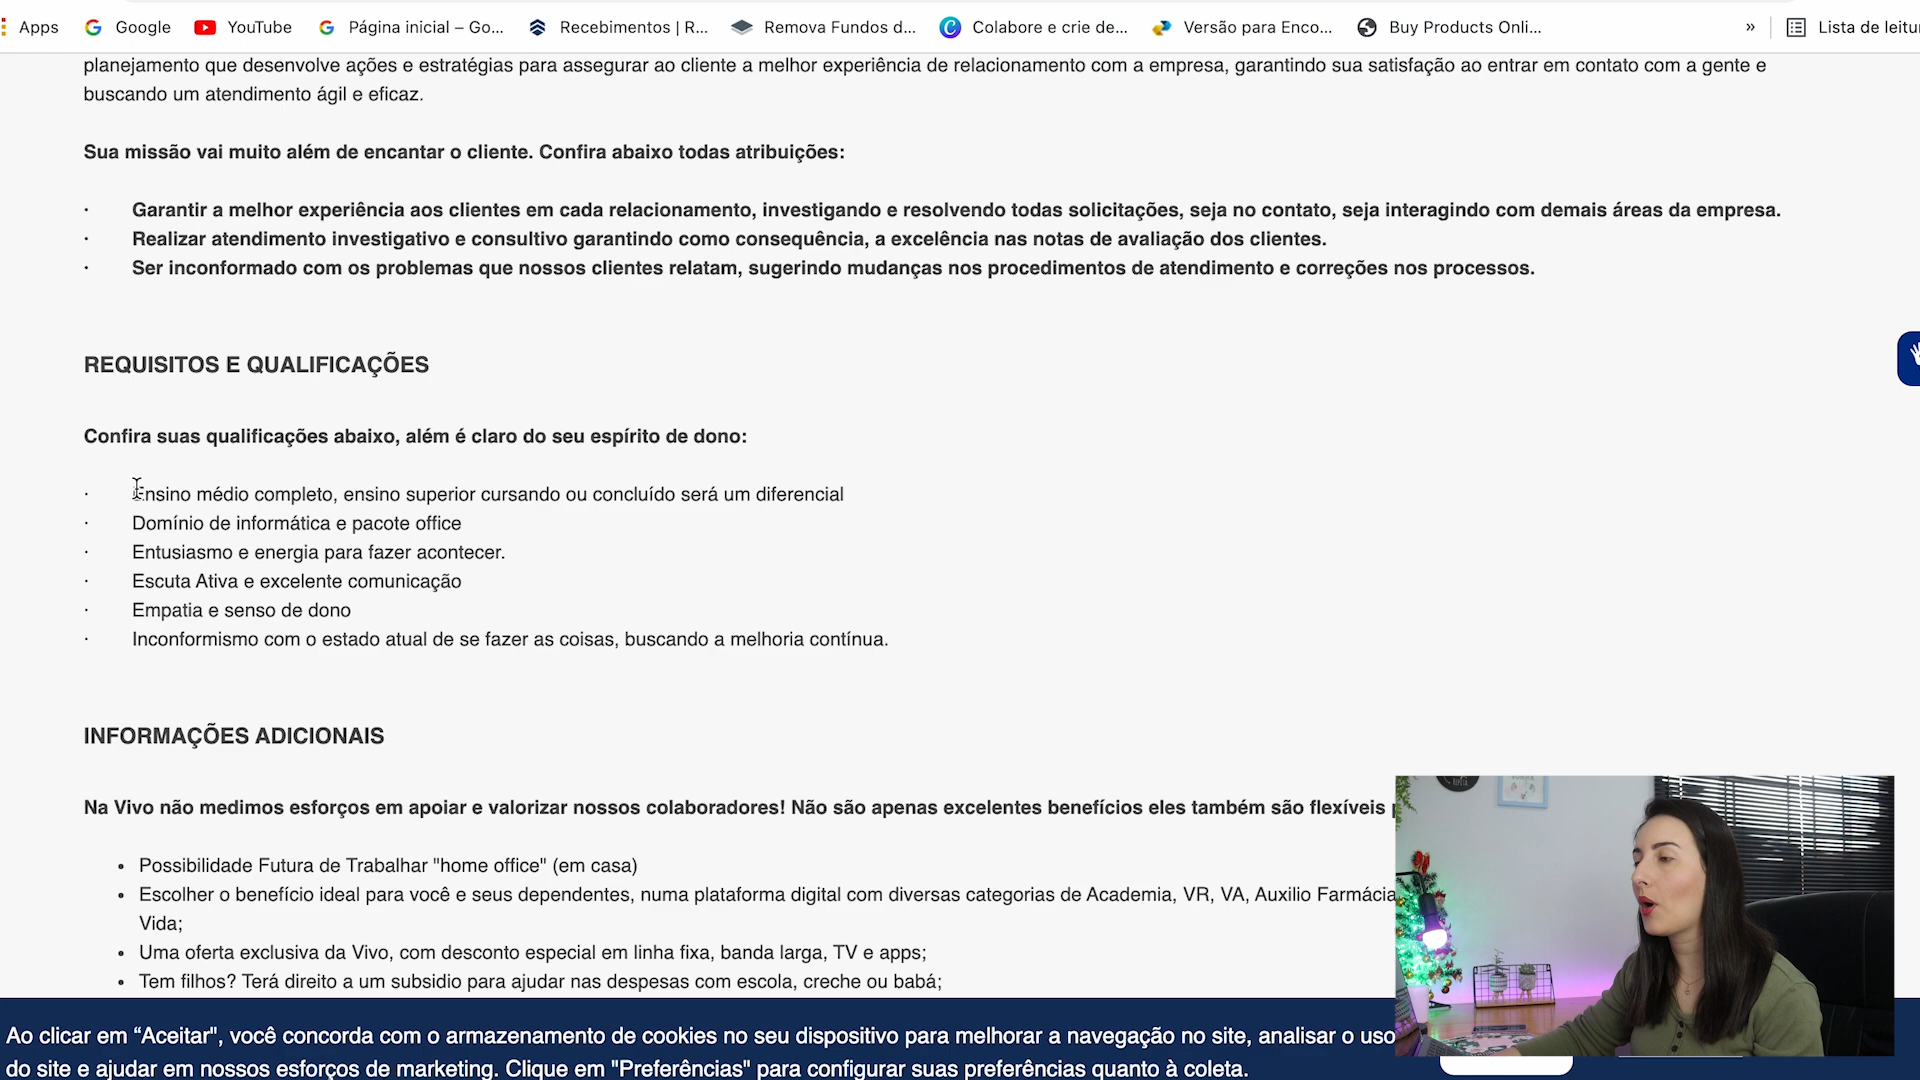 Apps Google YouTube Página inicial – Go... Recebimentos | R... Remova Fundos d... Colabore e crie de... Versão para Enco... Buy Products Onli... » Lista de leitu
planejamento que desenvolve ações e estratégias para assegurar ao cliente a melhor experiência de relacionamento com a empresa, garantindo sua satisfação ao entrar em contato com a gente e
buscando um atendimento ágil e eficaz.
Sua missão vai muito além de encantar o cliente. Confira abaixo todas atribuições:
· Garantir a melhor experiência aos clientes em cada relacionamento, investigando e resolvendo todas solicitações, seja no contato, seja interagindo com demais áreas da empresa.
· Realizar atendimento investigativo e consultivo garantindo como consequência, a excelência nas notas de avaliação dos clientes.
· Ser inconformado com os problemas que nossos clientes relatam, sugerindo mudanças nos procedimentos de atendimento e correções nos processos.
REQUISITOS E QUALIFICAÇÕES
Confira suas qualificações abaixo, além é claro do seu espírito de dono:
· Ensino médio completo, ensino superior cursando ou concluído será um diferencial
· Domínio de informática e pacote office
· Entusiasmo e energia para fazer acontecer.
· Escuta Ativa e excelente comunicação
· Empatia e senso de dono
· Inconformismo com o estado atual de se fazer as coisas, buscando a melhoria contínua.
INFORMAÇÕES ADICIONAIS
Na Vivo não medimos esforços em apoiar e valorizar nossos colaboradores! Não são apenas excelentes benefícios eles também são flexíveis
• Possibilidade Futura de Trabalhar "home office" (em casa)
• Escolher o benefício ideal para você e seus dependentes, numa plataforma digital com diversas categorias de Academia, VR, VA, Auxilio Farmácia
Vida;
• Uma oferta exclusiva da Vivo, com desconto especial em linha fixa, banda larga, TV e apps;
• Tem filhos? Terá direito a um subsidio para ajudar nas despesas com escola, creche ou babá;
Ao clicar em “Aceitar", você concorda com o armazenamento de cookies no seu dispositivo para melhorar a navegação no site, analisar o uso
do site e ajudar em nossos esforços de marketing. Clique em "Preferências" para configurar suas preferências quanto à coleta.